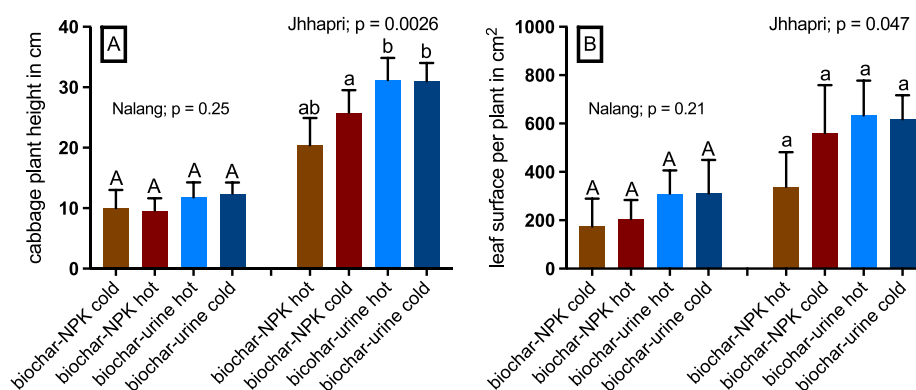 A
Jhhapri; p = 0.0026
Nalang; p = 0.25
cabbage plant height in cm
40
30
20
10
0
A A A A ab a b b
biochar-NPK cold
biochar-NPK hot
biochar-urine hot
biochar-urine cold
biochar-NPK hot
biochar-NPK cold
bicohar-urine hot
biochar-urine cold
B
Jhhapri; p = 0.047
Nalang; p = 0.21
leaf surface per plant in cm²
1000
800
600
400
200
0
A A A A a a a a
biochar-NPK cold
biochar-NPK hot
biochar-urine hot
biochar-urine cold
biochar-NPK hot
biochar-NPK cold
bicohar-urine hot
biochar-urine cold